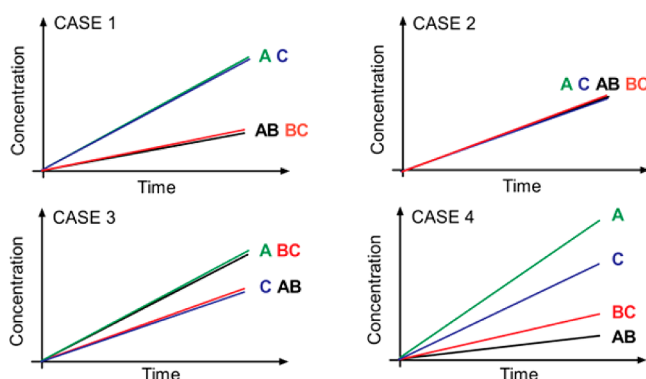 CASE 1
Concentration
A C
AB BC
Time
CASE 2
Concentration
A C AB BC
Time
CASE 3
Concentration
A BC
C AB
Time
CASE 4
Concentration
A
C
BC
AB
Time